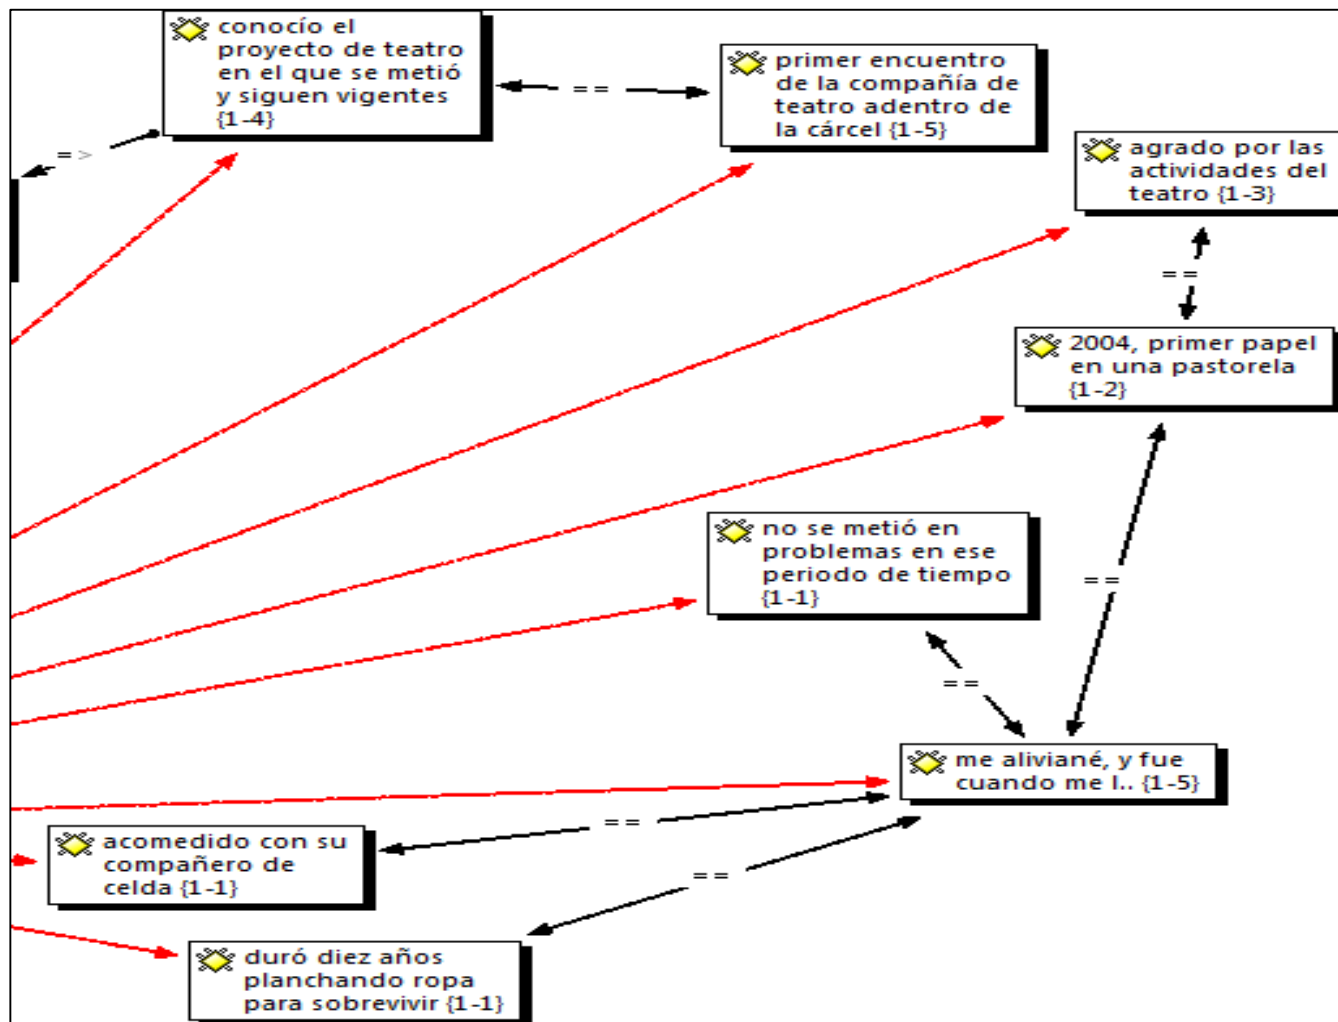 conocío el
proyecto de teatro
en el que se metió
y siguen vigentes
{1-4}
==
primer encuentro
de la compañía de
teatro adentro de
la cárcel {1-5}
=>
agrado por las
actividades del
teatro {1-3}
==
2004, primer papel
en una pastorela
{1-2}
==
no se metió en
problemas en ese
periodo de tiempo
{1-1}
==
me aliviané, y fue
cuando me l.. {1-5}
==
acomedido con su
compañero de
celda {1-1}
==
duró diez años
planchando ropa
para sobrevivir {1-1}